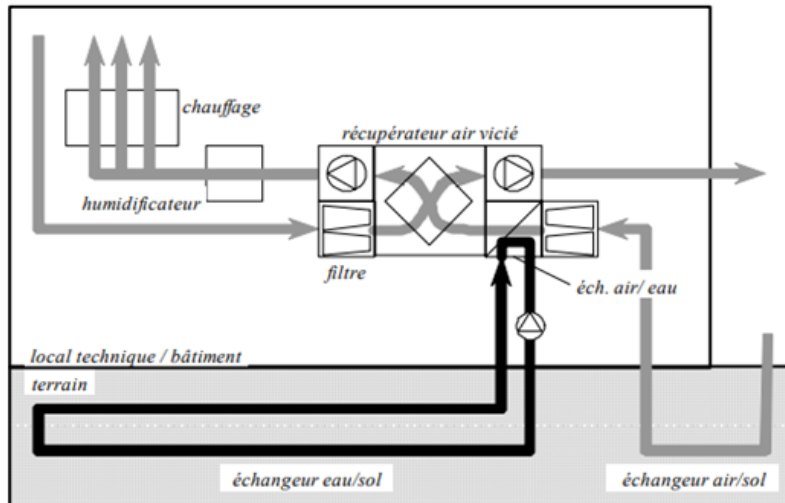 chauffage
récupérateur air vicié
humidificateur
filtre
éch. air/ eau
local technique / bâtiment
terrain
échangeur eau/sol
échangeur air/sol